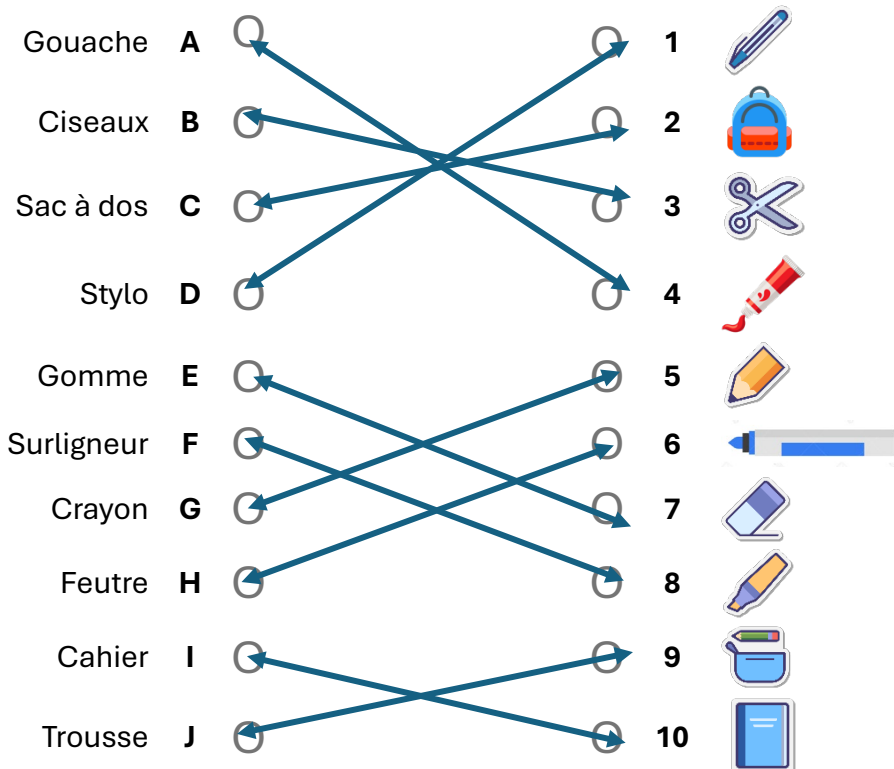 Gouache A O O 1
Ciseaux B O O 2
Sac à dos C O O 3
Stylo D O O 4
Gomme E O O 5
Surligneur F O O 6
Crayon G O O 7
Feutre H O O 8
Cahier I O O 9
Trousse J O O 10